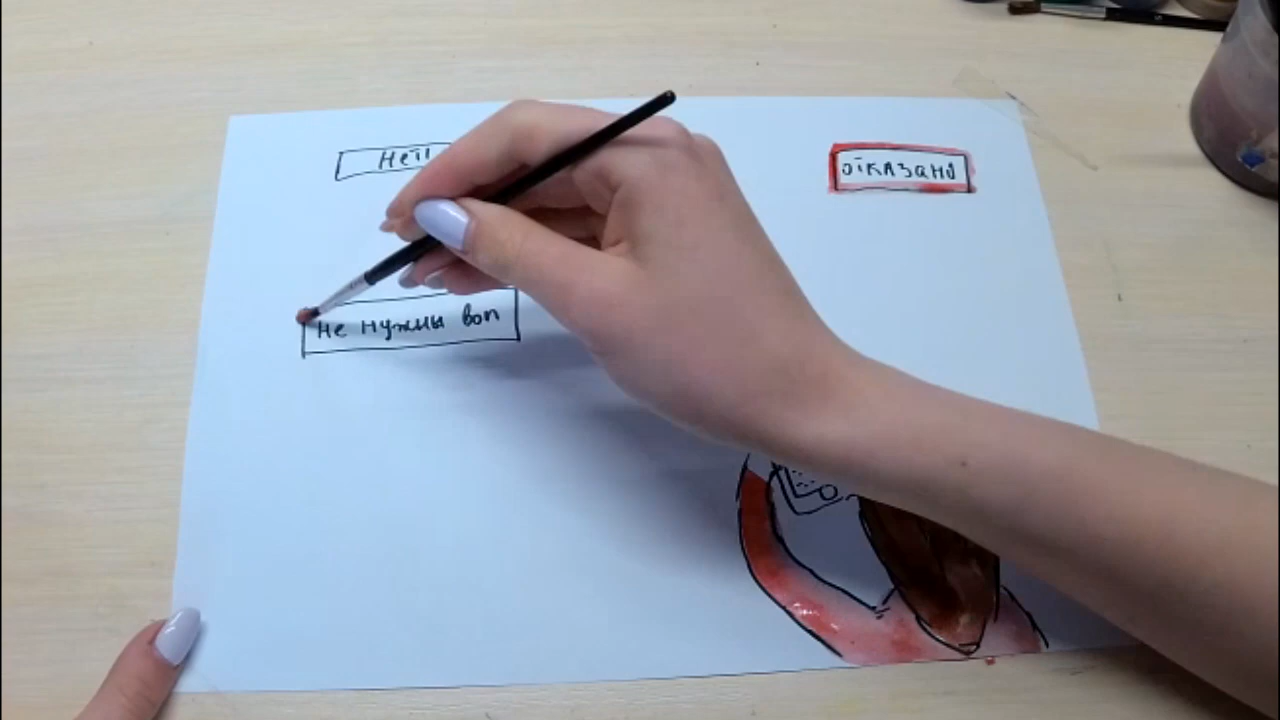 Нет!
отказано
не нужны воп